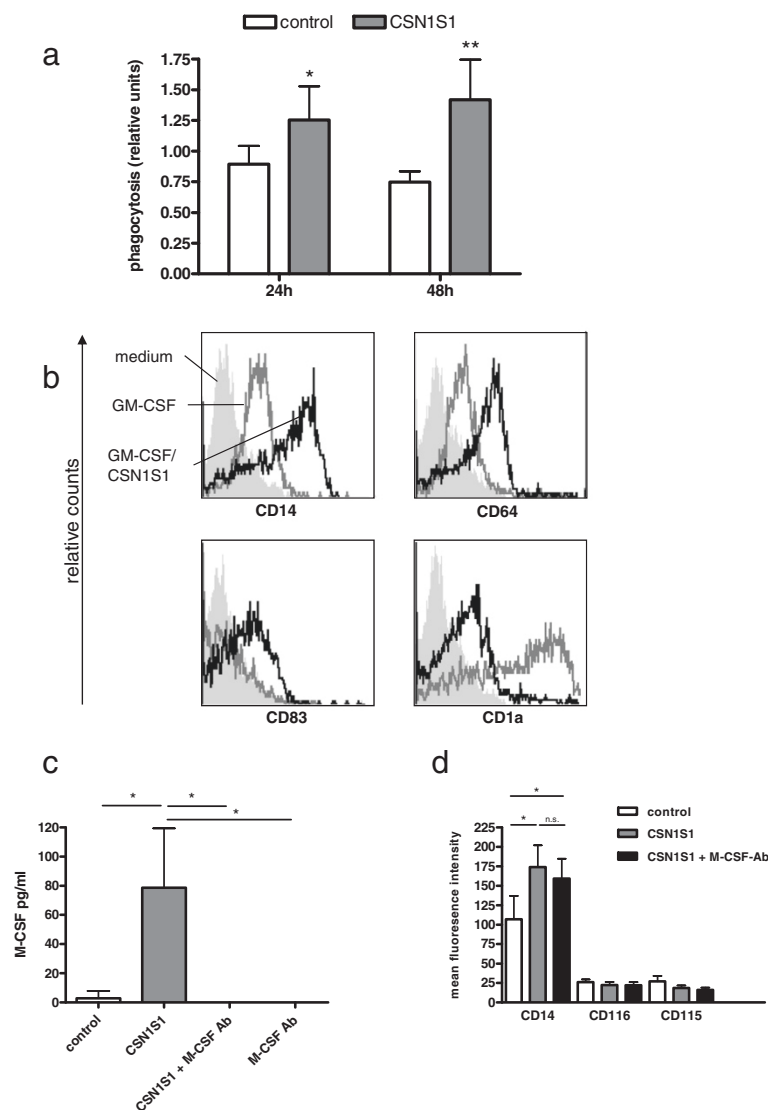 control CSN1S1
a
phagocytosis (relative units)
1.75
1.50
1.25
1.00
0.75
0.50
0.25
0.00
*
**
24h 48h
b
relative counts
medium
GM-CSF
GM-CSF/
CSN1S1
CD14 CD64
CD83 CD1a
c
M-CSF pg/ml
120
100
80
60
40
20
0
* *
*
control
CSN1S1
CSN1S1 + M-CSF Ab
M-CSF Ab
d
control
CSN1S1
CSN1S1 + M-CSF-Ab
mean fluoresence intensity
225
200
175
150
125
100
75
50
25
0
*
* n.s.
CD14 CD116 CD115